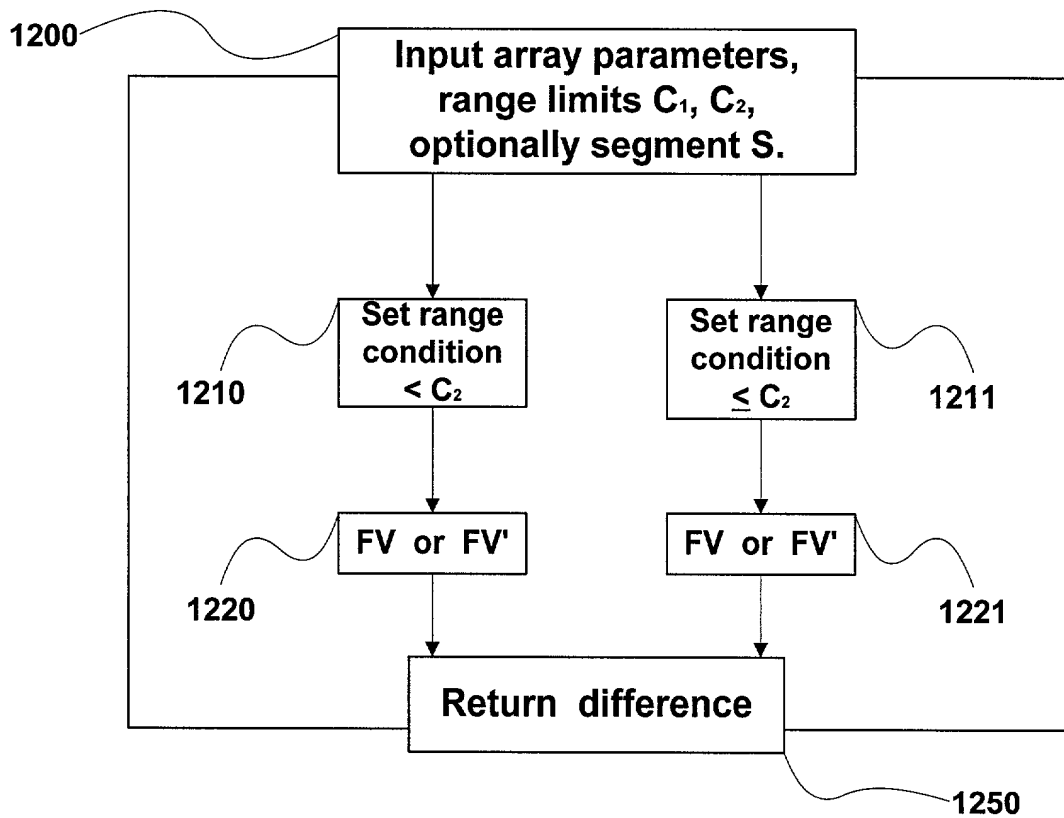 1200
Input array parameters,
range limits C₁, C₂,
optionally segment S.
Set range
condition
< C₂
1210
Set range
condition
≤ C₂
1211
FV or FV'
1220
FV or FV'
1221
Return difference
1250